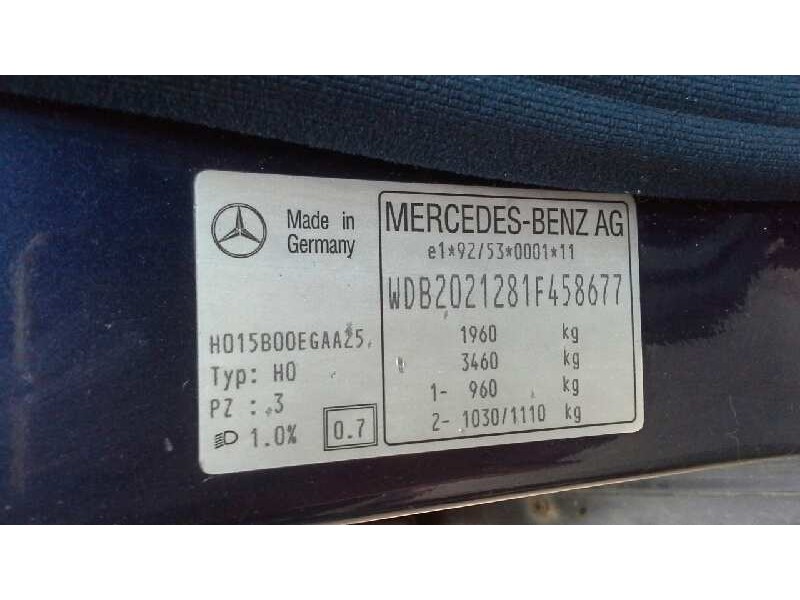 Made in
Germany
H015B00EGAA25
Typ: H0
PZ : 3
1.0%
0.7
MERCEDES-BENZ AG
e1*92/53*0001*11
WDB2021281F458677
1960 kg
3460 kg
1- 960 kg
2- 1030/1110 kg